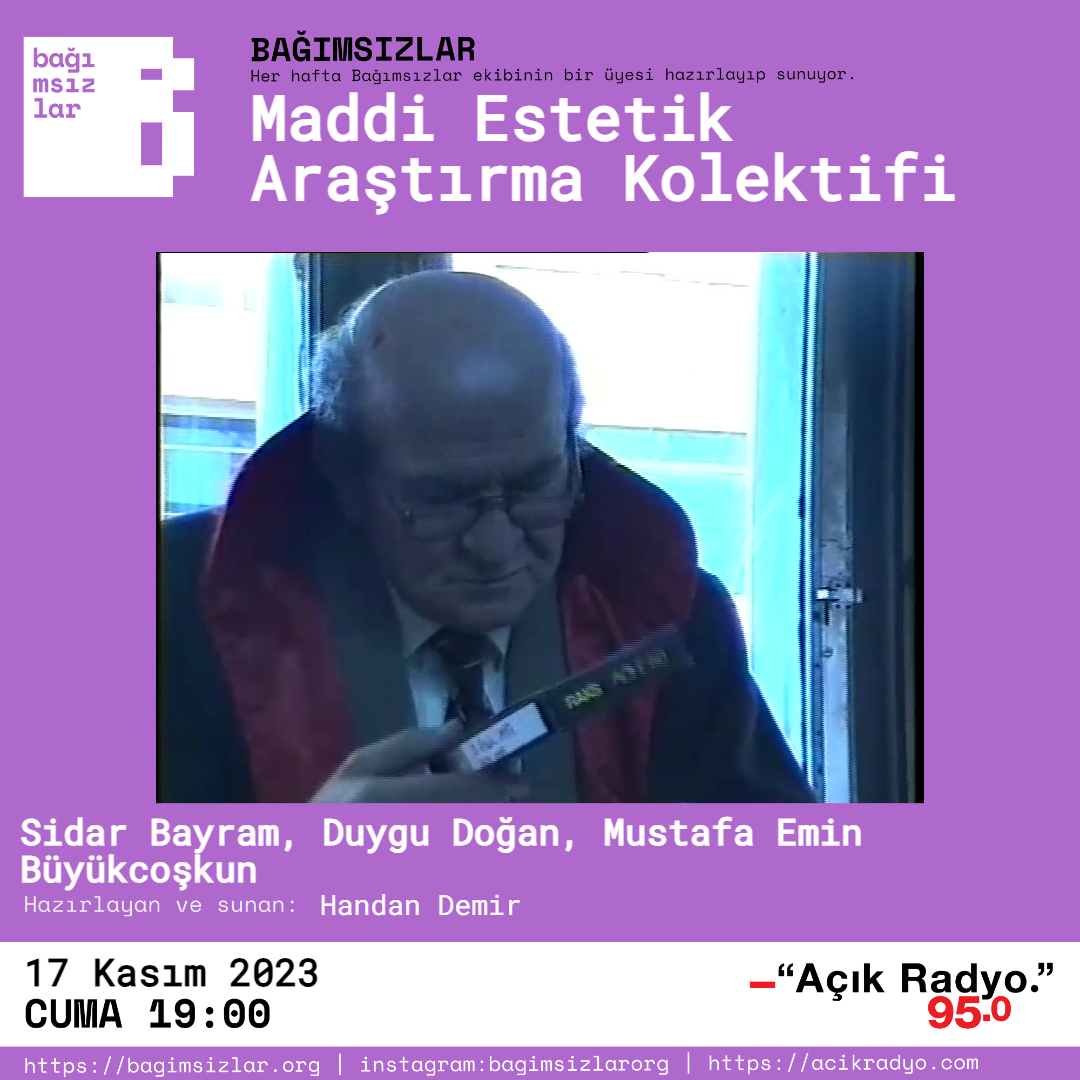 bağı
msız
lar
BAĞIMSIZLAR
Her hafta Bağımsızlar ekibinin bir üyesi hazırlayıp sunuyor.
Maddi Estetik
Araştırma Kolektifi
RAKS
Sidar Bayram, Duygu Doğan, Mustafa Emin
Büyükcoşkun
Hazırlayan ve sunan: Handan Demir
17 Kasım 2023
CUMA 19:00
“Açık Radyo.”
95.0
https://bagimsizlar.org | instagram:bagimsizlarorg | https://acikradyo.com